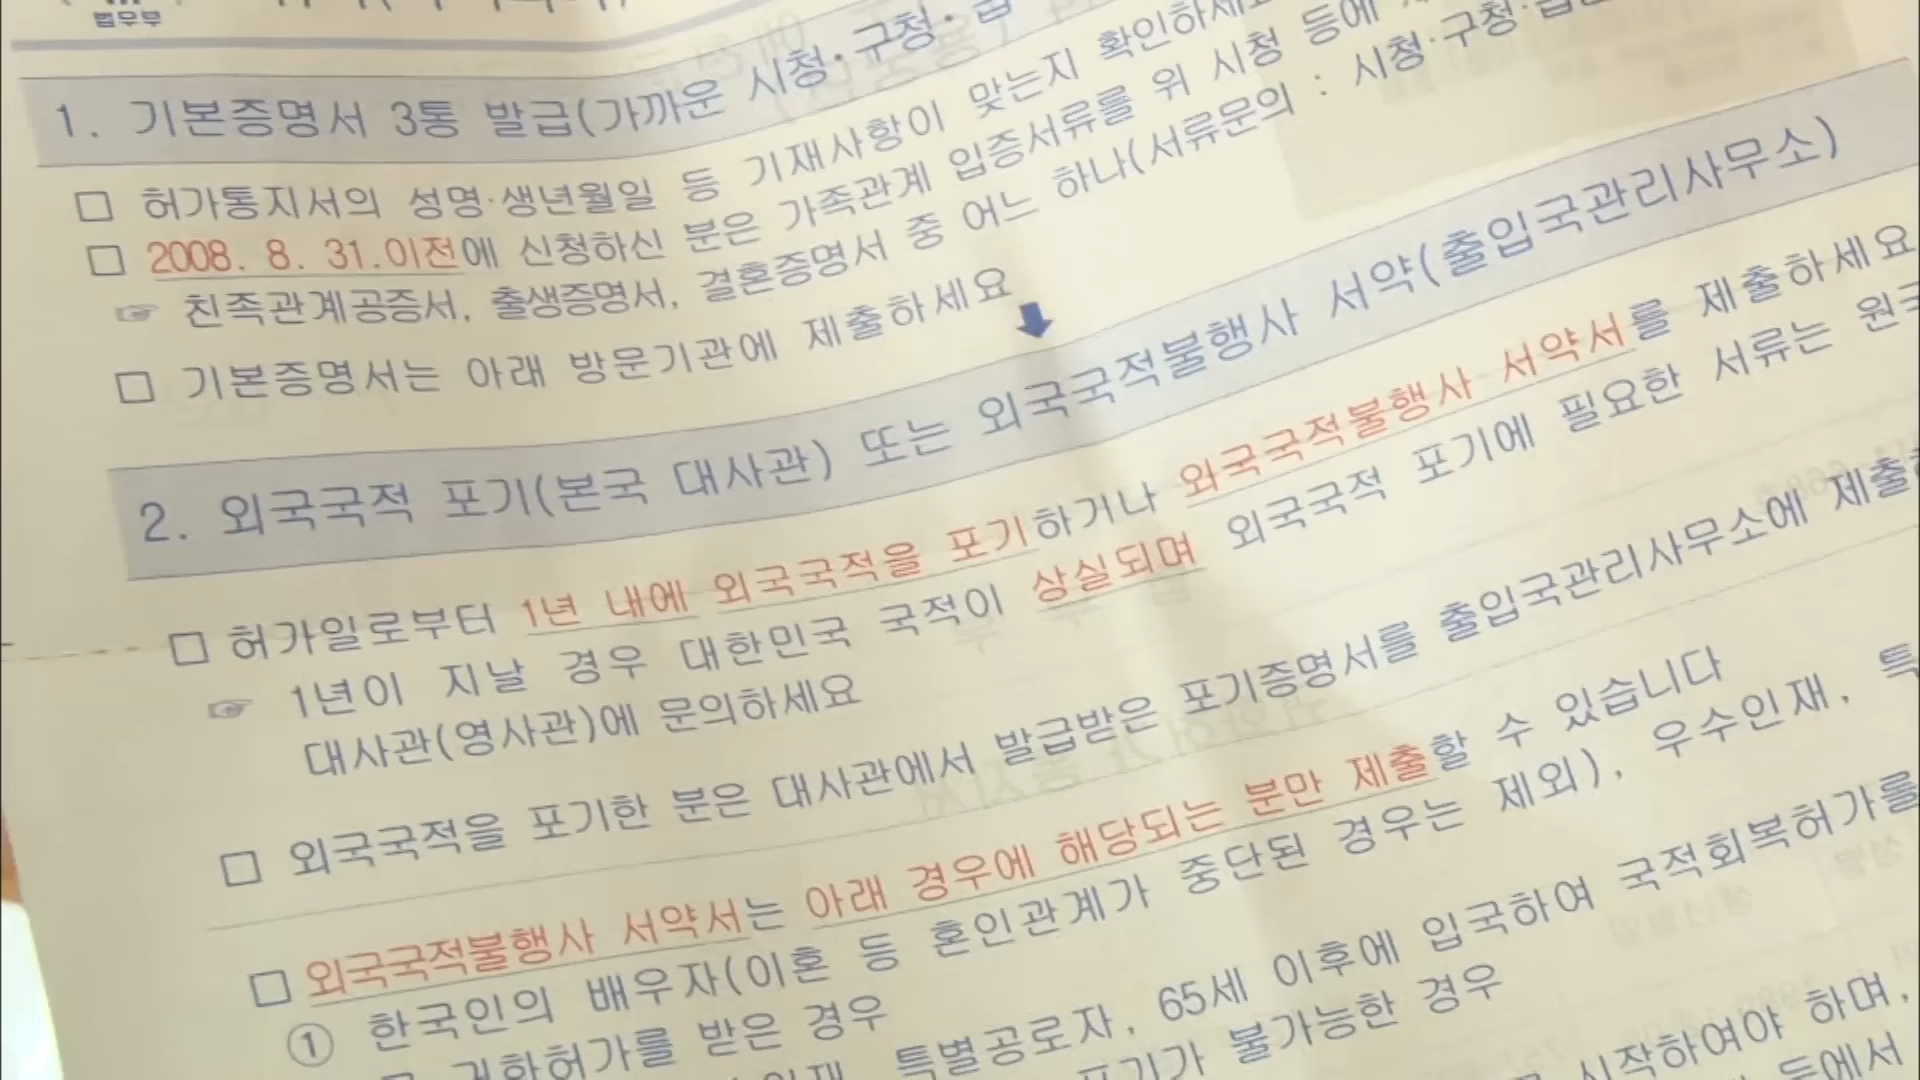 법무부
1. 기본증명서 3통 발급(가까운 시청·구청·읍
□ 허가통지서의 성명·생년월일 등 기재사항이 맞는지 확인하세요
□ 2008. 8. 31.이전에 신청하신 분은 가족관계 입증서류를 위 시청 등에
☞ 친족관계공증서, 출생증명서, 결혼증명서 중 어느 하나(서류문의 : 시청·구청·읍면
□ 기본증명서는 아래 방문기관에 제출하세요
2. 외국국적 포기(본국 대사관) 또는 외국국적불행사 서약(출입국관리사무소)
□ 허가일로부터 1년 내에 외국국적을 포기하거나 외국국적불행사 서약서를 제출하세요
☞ 1년이 지날 경우 대한민국 국적이 상실되며 외국국적 포기에 필요한 서류는 원국
대사관(영사관)에 문의하세요
□ 외국국적을 포기한 분은 대사관에서 발급받은 포기증명서를 출입국관리사무소에 제출
□ 외국국적불행사 서약서는 아래 경우에 해당되는 분만 제출할 수 있습니다
① 한국인의 배우자(이혼 등 혼인관계가 중단된 경우는 제외), 우수인재, 특
귀화허가를 받은 경우
특별공로자, 65세 이후에 입국하여 국적회복허가를
포기가 불가능한 경우
시작하여야 하며,
등에서